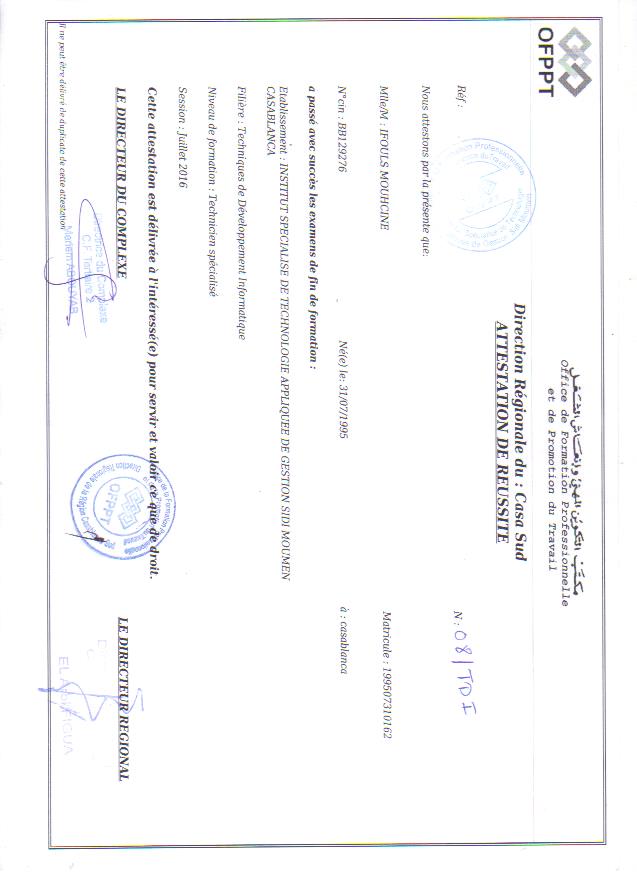 OFPPT
مكتب التكوين المهني وإنعاش الشغل
Office de Formation Professionnelle
et de Promotion du Travail
Direction Régionale du : Casa Sud
ATTESTATION DE REUSSITE
Réf : N : 08/TDI
Nous attestons par la présente que:
Mlle/M : IFOULS MOUHCINE Matricule : 199507310162
N°cin : BB129276 Né(e) le: 31/07/1995 à : casablanca
a passé avec succès les examens de fin de formation :
Etablissement : INSTITUT SPECIALISE DE TECHNOLOGIE APPLIQUEE DE GESTION SIDI MOUMEN
CASABLANCA
Filière : Techniques de Développement Informatique
Niveau de formation : Technicien spécialisé
Session : Juillet 2016
Cette attestation est délivrée à l'intéressé(e) pour servir et valoir ce que de droit.
LE DIRECTEUR DU COMPLEXE LE DIRECTEUR REGIONAL
du Complexe
C.F. Tartaire 2
OFPPT
Il ne peut être délivré de duplicata de cette attestation